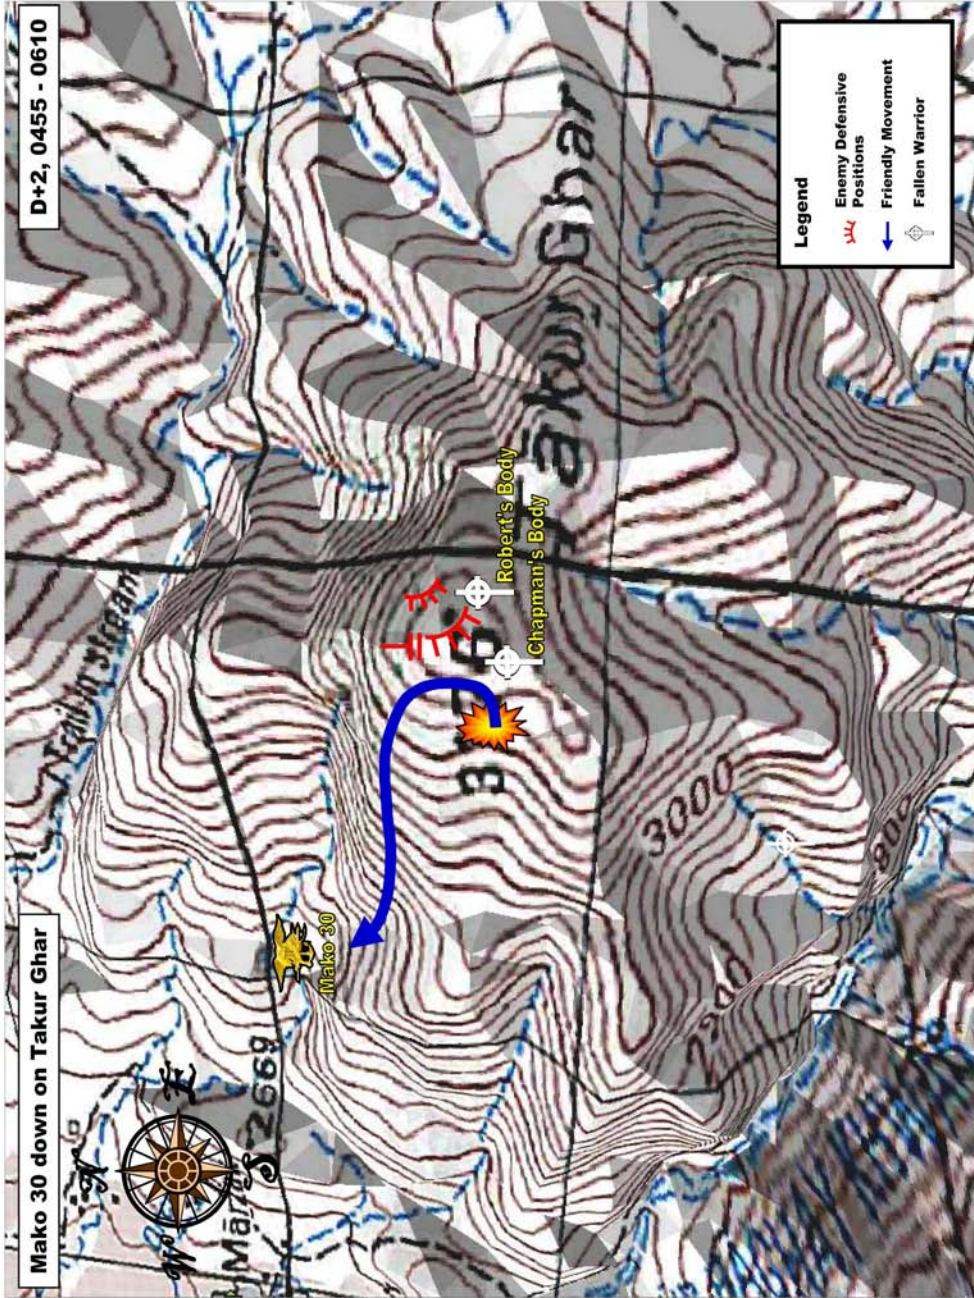 Mako 30 down on Takur Ghar
D+2, 0455 - 0610
N
E
W
Mako 30
Robert's Body
Chapman's Body
Takur Ghar
3000
Legend
Enemy Defensive
Positions
Friendly Movement
Fallen Warrior